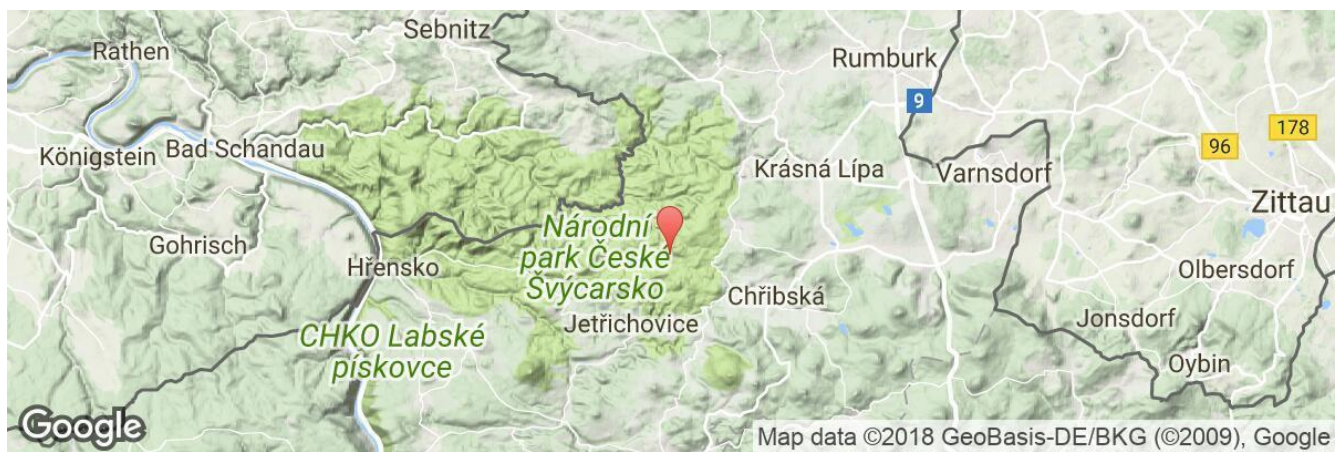 Sebnitz
Rathen
Rumburk
9
178
96
Königstein
Bad Schandau
Krásná Lípa
Varnsdorf
Zittau
Národní
park České
Švýcarsko
Gohrisch
Hřensko
Chřibská
Olbersdorf
Jetřichovice
Jonsdorf
CHKO Labské
pískovce
Oybin
Google
Map data ©2018 GeoBasis-DE/BKG (©2009), Google